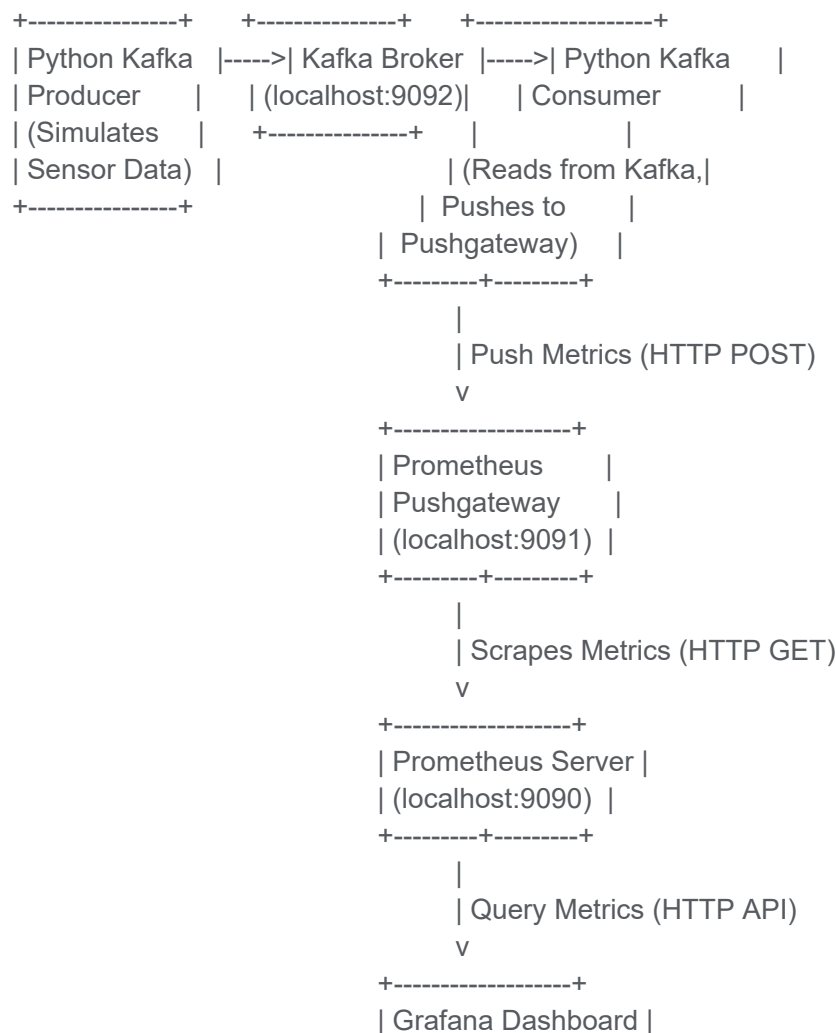 +---------------+ +---------------+ +-------------------+
| Python Kafka |----->| Kafka Broker |----->| Python Kafka |
| Producer | | (localhost:9092)| | Consumer |
| (Simulates | +---------------+ | |
| Sensor Data) | | (Reads from Kafka,|
+----------------+ | Pushes to |
| Pushgateway) |
+---------+---------+
|
| Push Metrics (HTTP POST)
v
+-------------------+
| Prometheus |
| Pushgateway |
| (localhost:9091) |
+---------+---------+
|
| Scrapes Metrics (HTTP GET)
v
+-------------------+
| Prometheus Server |
| (localhost:9090) |
+---------+---------+
|
| Query Metrics (HTTP API)
v
+-------------------+
| Grafana Dashboard |